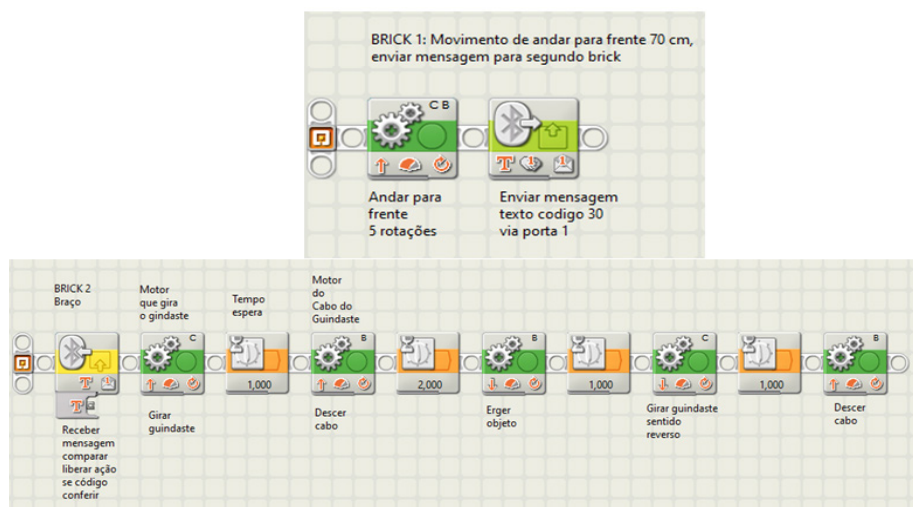 BRICK 1: Movimento de andar para frente 70 cm,
enviar mensagem para segundo brick
C B
T 1 1
Andar para
frente
5 rotações
Enviar mensagem
texto codigo 30
via porta 1
BRICK 2
Braço
Motor
que gira
o gindaste
Tempo
espera
Motor
do
Cabo do
Guindaste
C
B
B
C
B
T 1
1,000
2,000
1,000
1,000
T
Receber
mensagem
comparar
liberar ação
se código
conferir
Girar
guindaste
Descer
cabo
Erger
objeto
Girar guindaste
sentido
reverso
Descer
cabo